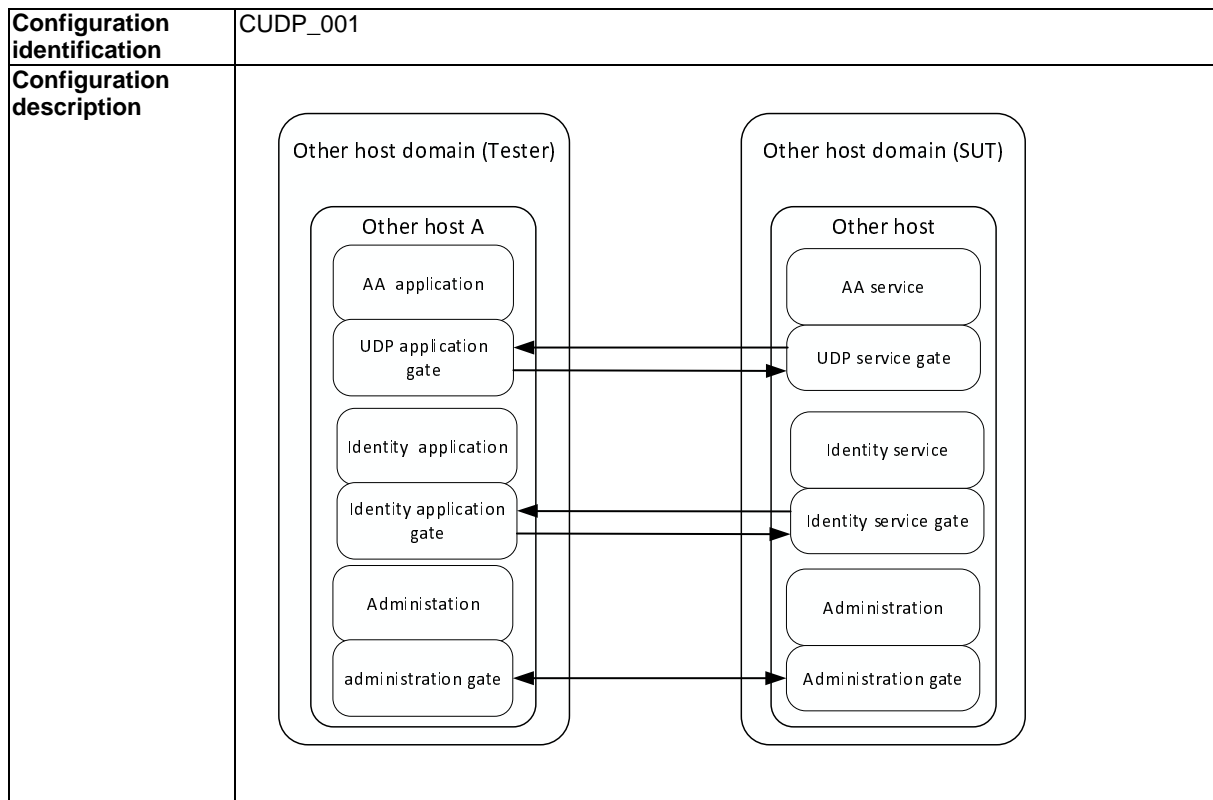 Configuration
identification
CUDP_001
Configuration
description
Other host domain (Tester)
Other host A
AA application
UDP application
gate
Identity application
Identity application
gate
Administation
administration gate
Other host domain (SUT)
Other host
AA service
UDP service gate
Identity service
Identity service gate
Administration
Administration gate